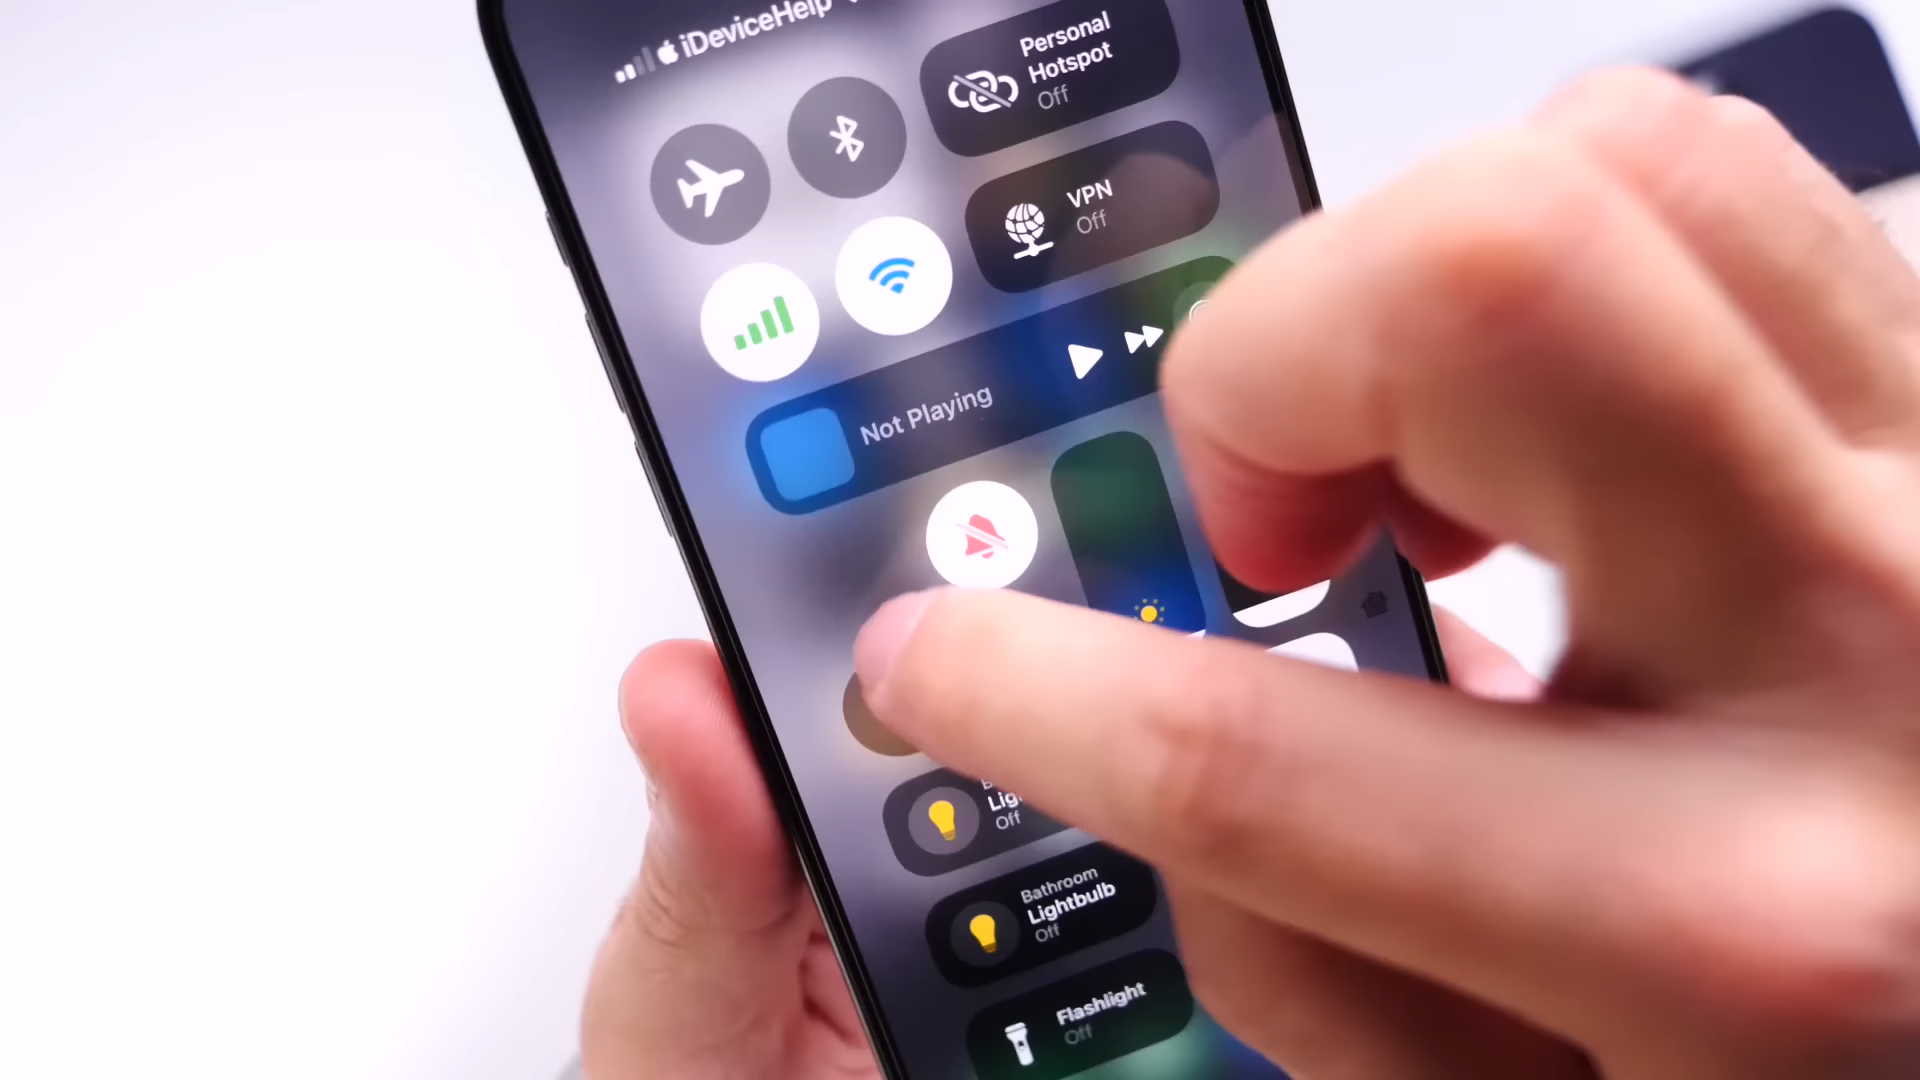 iDeviceHelp
Personal
Hotspot
Off
VPN
Off
Not Playing
Off
Bathroom
Lightbulb
Off
Flashlight
Off